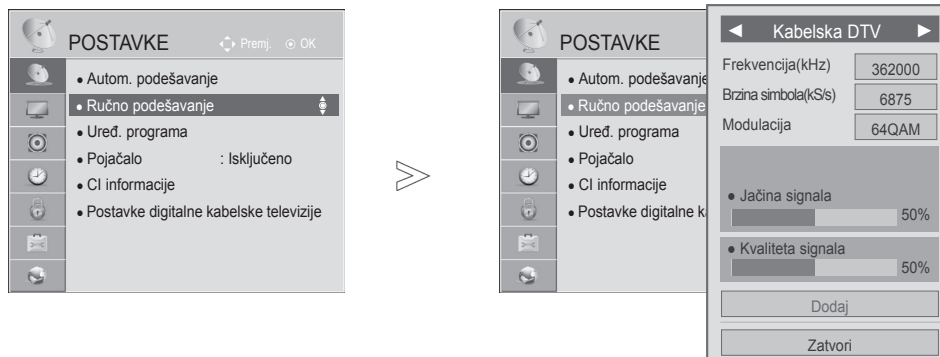 POSTAVKE
Premj. OK
• Autom. podešavanje
• Ručno podešavanje
• Uređ. programa
• Pojačalo : Isključeno
• CI informacije
• Postavke digitalne kabelske televizije
POSTAVKE
• Autom. podešavanje
• Ručno podešavanje
• Uređ. programa
• Pojačalo
• CI informacije
• Postavke digitalne k
◀ Kabelska DTV ▶
Frekvencija(kHz) 362000
Brzina simbola(kS/s) 6875
Modulacija 64QAM
• Jačina signala
50%
• Kvaliteta signala
50%
Dodaj
Zatvori